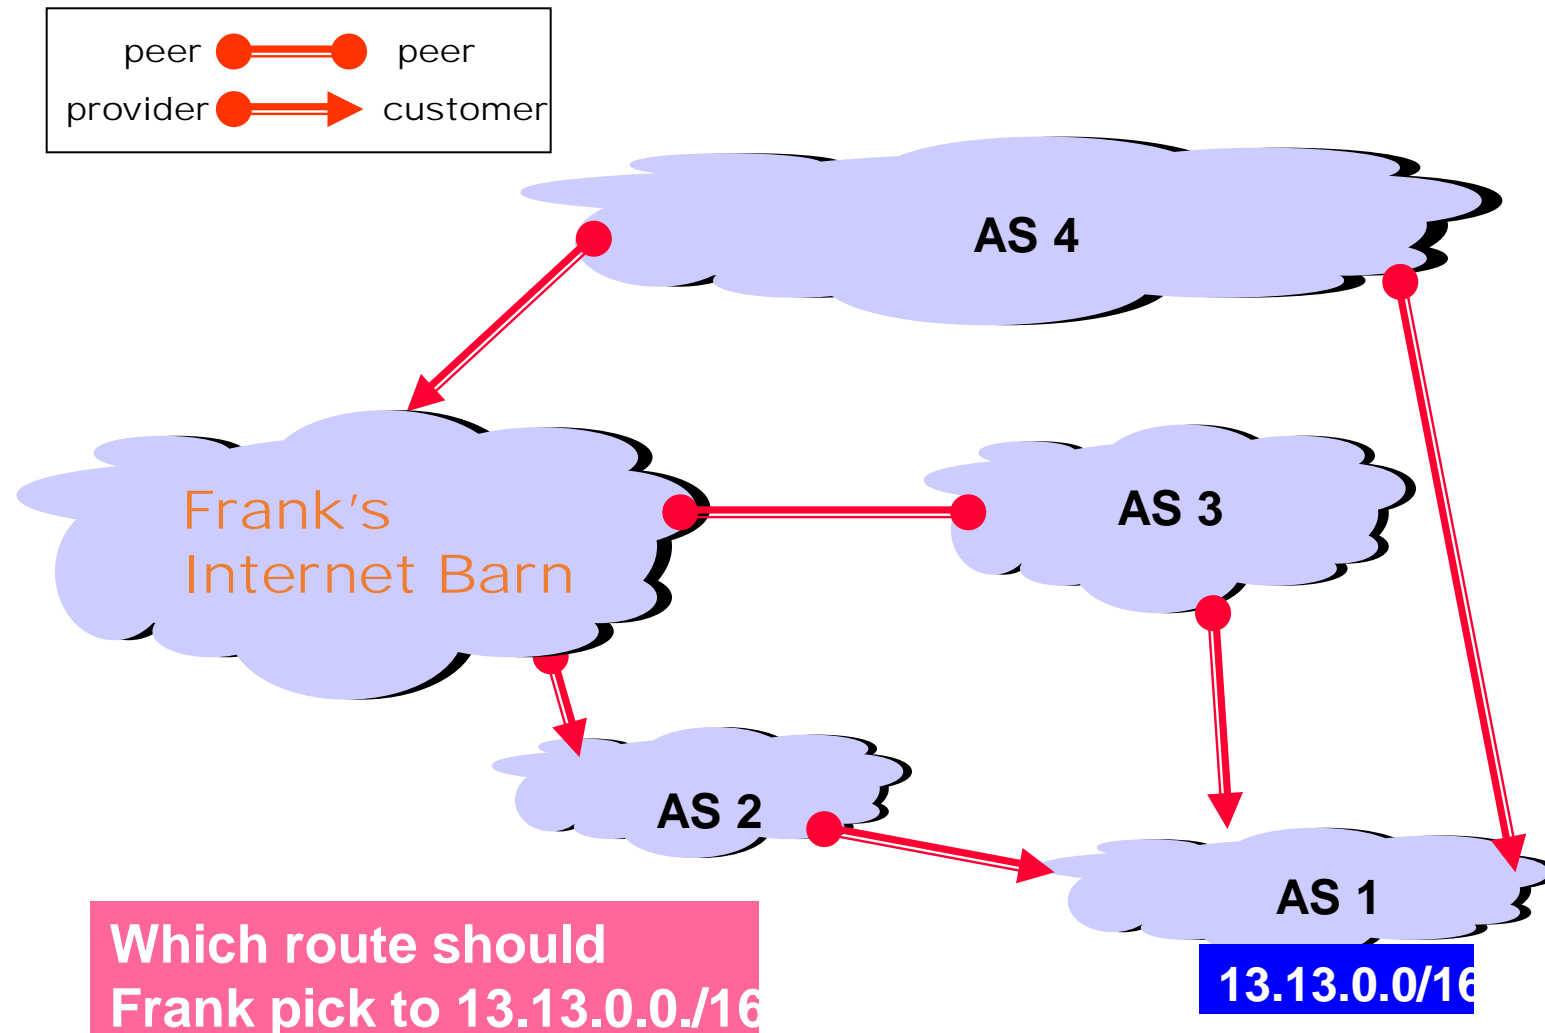 peer peer
provider customer
AS 4
Frank's
Internet Barn
AS 3
AS 2
AS 1
Which route should
Frank pick to 13.13.0.0./16
13.13.0.0/16